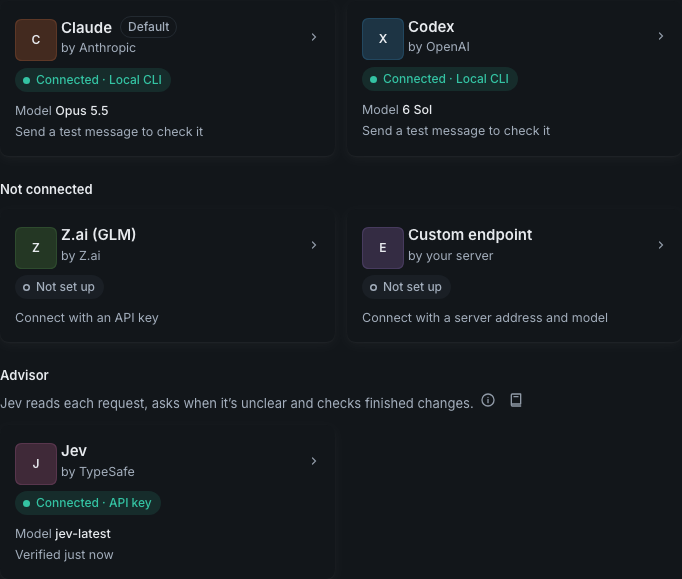 C
Claude Default
by Anthropic
Connected · Local CLI
Model Opus 5.5
Send a test message to check it
X
Codex
by OpenAI
Connected · Local CLI
Model 6 Sol
Send a test message to check it
Not connected
Z
Z.ai (GLM)
by Z.ai
Not set up
Connect with an API key
E
Custom endpoint
by your server
Not set up
Connect with a server address and model
Advisor
Jev reads each request, asks when it’s unclear and checks finished changes.
J
Jev
by TypeSafe
Connected · API key
Model jev-latest
Verified just now